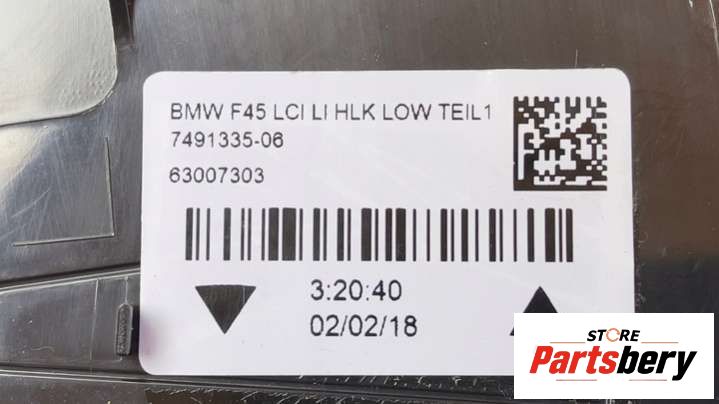 BMW F45 LCI LI HLK LOW TEIL1
7491335-06
63007303
3:20:40
02/02/18
STORE
Partsbery